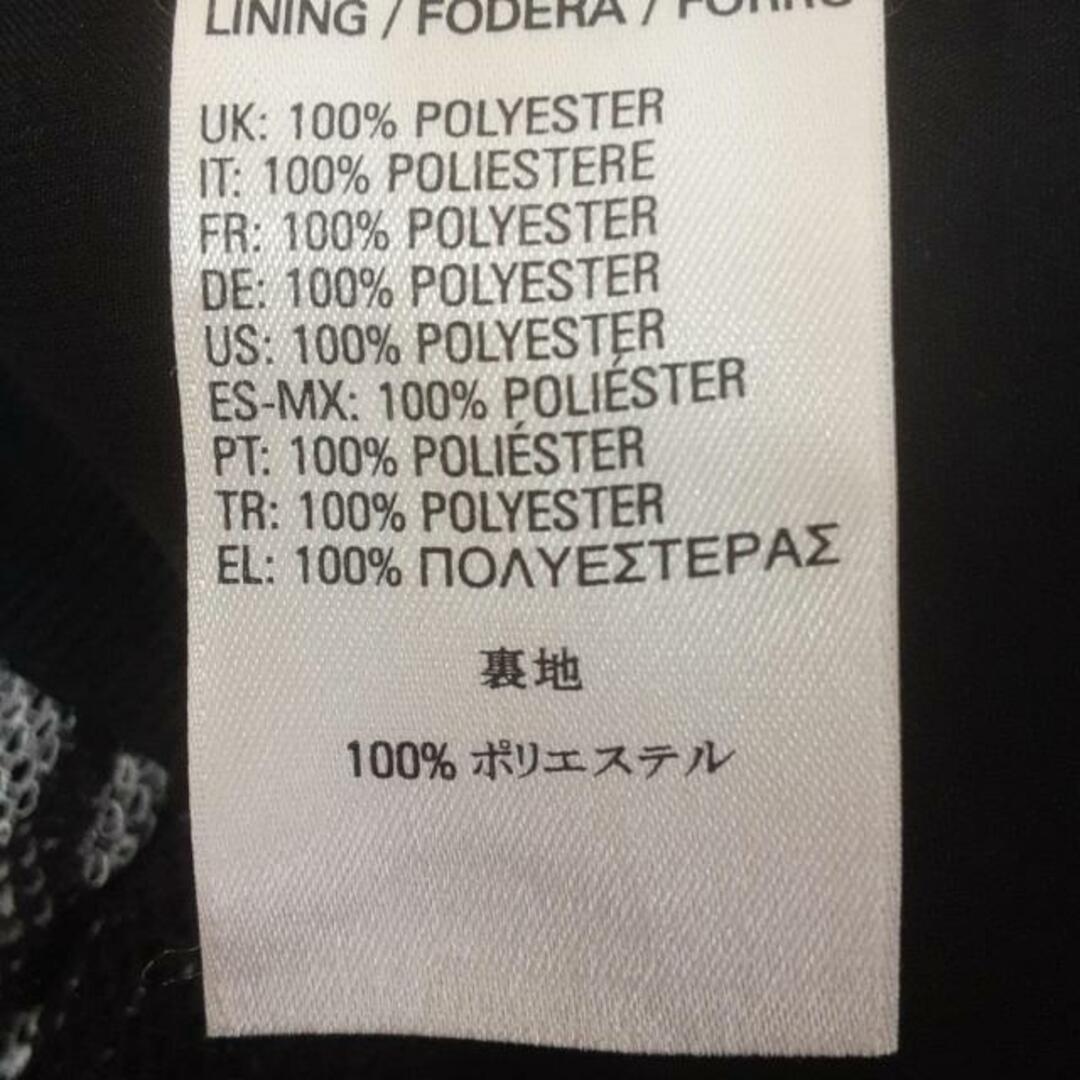 LINING / FODERA / FORRO
UK: 100% POLYESTER
IT: 100% POLIESTERE
FR: 100% POLYESTER
DE: 100% POLYESTER
US: 100% POLYESTER
ES-MX: 100% POLIÉSTER
PT: 100% POLIÉSTER
TR: 100% POLYESTER
EL: 100% ΠΟΛΥΕΣΤΕΡΑΣ
裏地
100% ポリエステル